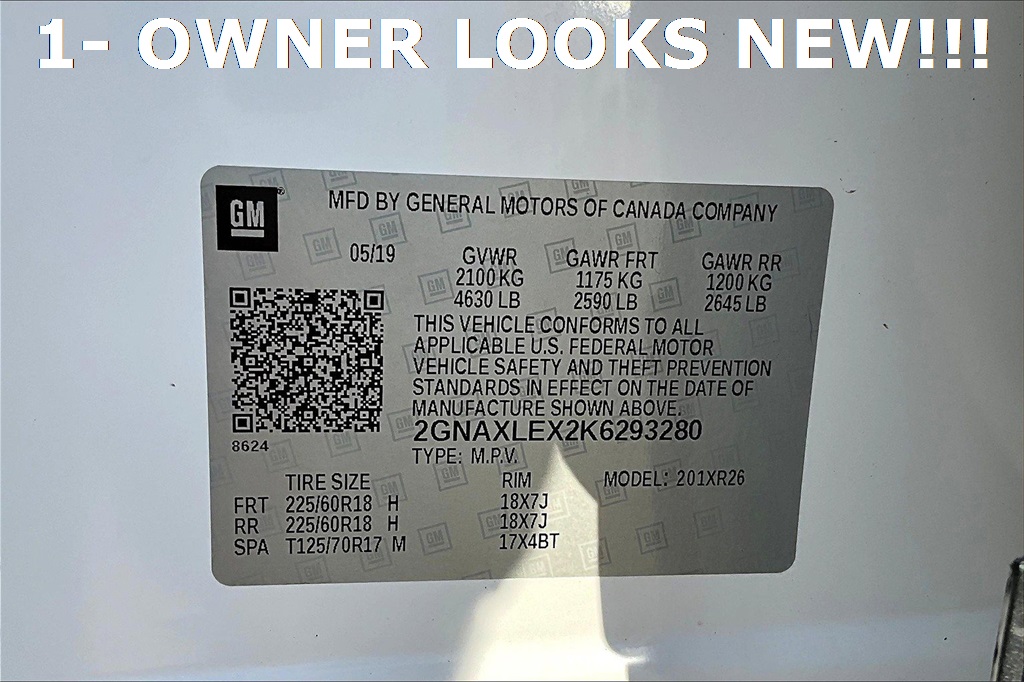 1- OWNER LOOKS NEW!!!
GM
MFD BY GENERAL MOTORS OF CANADA COMPANY
05/19 GVWR GAWR FRT GAWR RR
2100 KG 1175 KG 1200 KG
4630 LB 2590 LB 2645 LB
THIS VEHICLE CONFORMS TO ALL
APPLICABLE U.S. FEDERAL MOTOR
VEHICLE SAFETY AND THEFT PREVENTION
STANDARDS IN EFFECT ON THE DATE OF
MANUFACTURE SHOWN ABOVE.
2GNAXLEX2K6293280
8624
TYPE: M.P.V.
TIRE SIZE RIM MODEL: 201XR26
FRT 225/60R18 H 18X7J
RR 225/60R18 H 18X7J
SPA T125/70R17 M 17X4BT